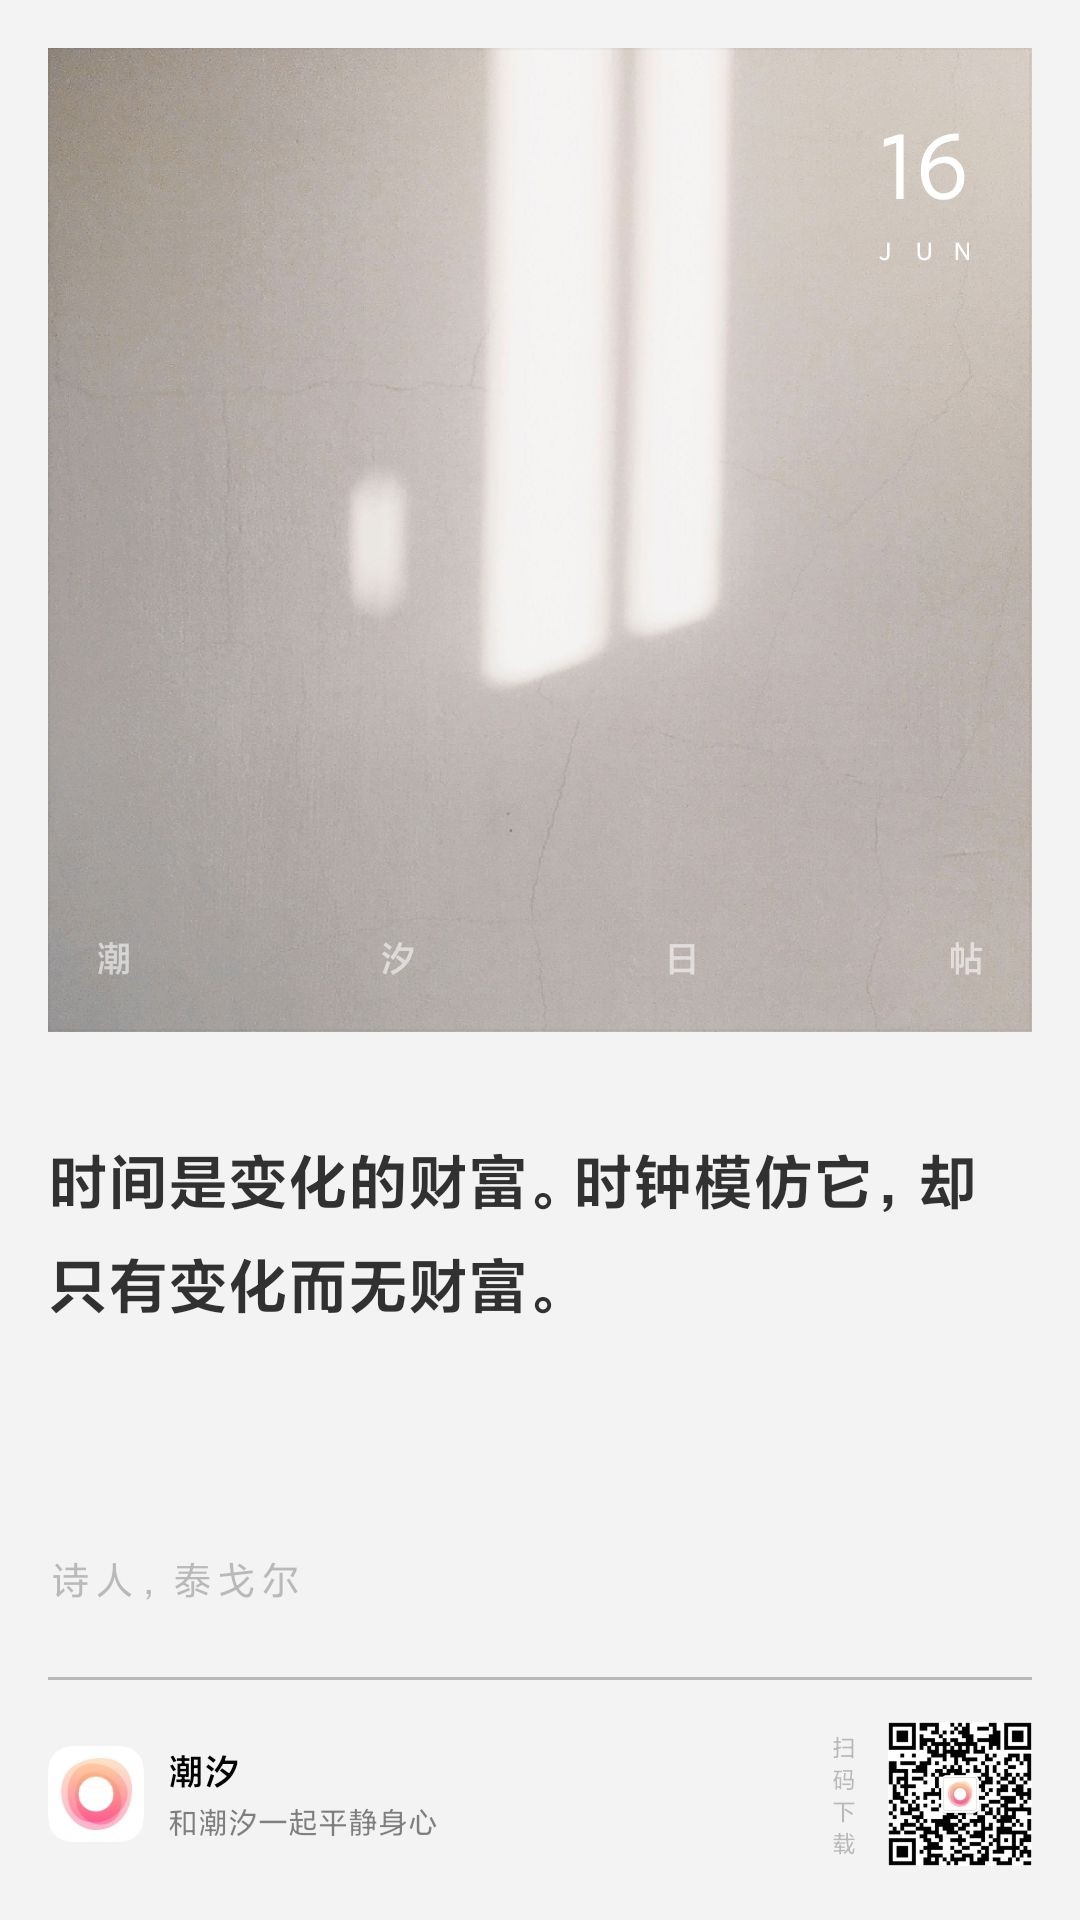 16
JUN
潮汐日帖
时间是变化的财富。时钟模仿它，却
只有变化而无财富。
诗人，泰戈尔
潮汐
和潮汐一起平静身心
扫码下载